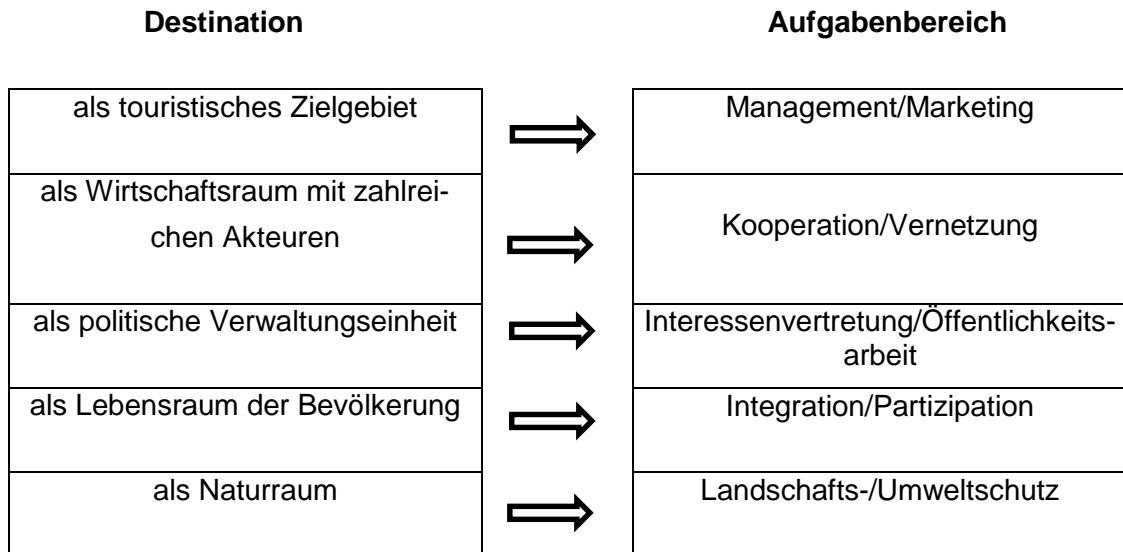 Destination
Aufgabenbereich
als touristisches Zielgebiet
Management/Marketing
als Wirtschaftsraum mit zahlrei-
chen Akteuren
Kooperation/Vernetzung
als politische Verwaltungseinheit
Interessenvertretung/Öffentlichkeits-
arbeit
als Lebensraum der Bevölkerung
Integration/Partizipation
als Naturraum
Landschafts-/Umweltschutz